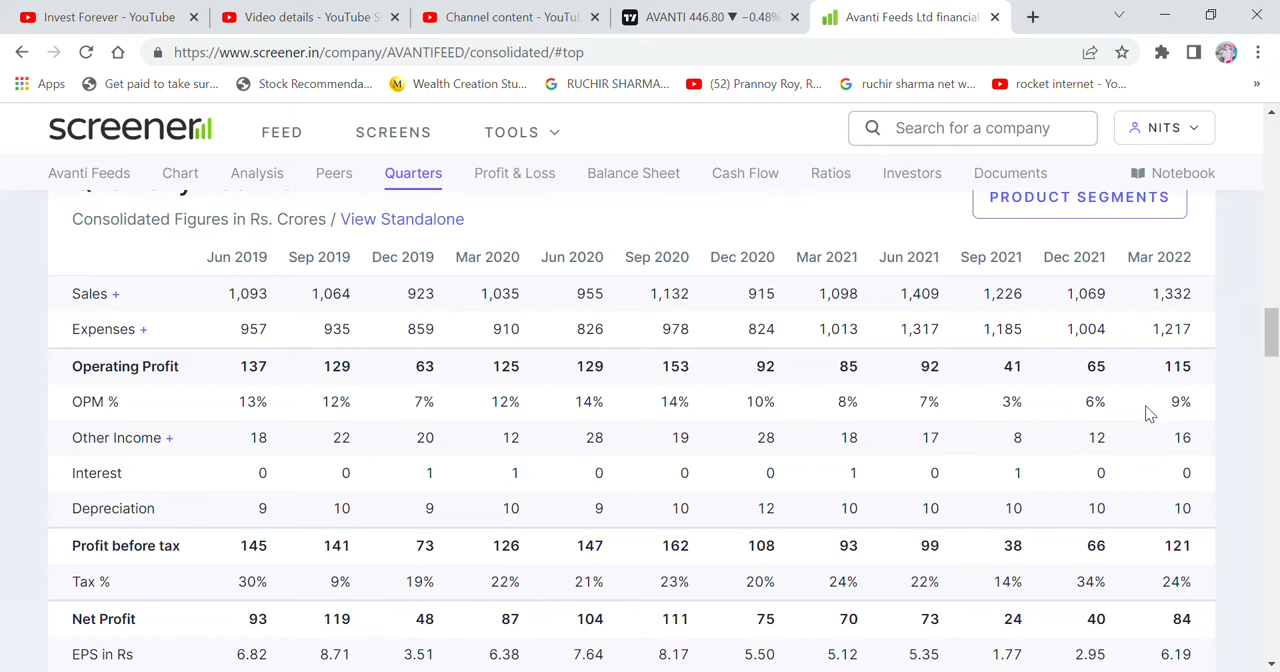 Invest Forever - YouTube
Video details - YouTube S
Channel content - YouTu
AVANTI 446.80 ▼ −0.48%
Avanti Feeds Ltd financial
https://www.screener.in/company/AVANTIFEED/consolidated/#top
Apps Get paid to take sur... Stock Recommenda... Wealth Creation Stu... RUCHIR SHARMA... (52) Prannoy Roy, R... ruchir sharma net w... rocket internet - Yo... »
screener FEED SCREENS TOOLS Search for a company NITS
Avanti Feeds Chart Analysis Peers Quarters Profit & Loss Balance Sheet Cash Flow Ratios Investors Documents Notebook
PRODUCT SEGMENTS
Consolidated Figures in Rs. Crores / View Standalone
Jun 2019 Sep 2019 Dec 2019 Mar 2020 Jun 2020 Sep 2020 Dec 2020 Mar 2021 Jun 2021 Sep 2021 Dec 2021 Mar 2022
Sales + 1,093 1,064 923 1,035 955 1,132 915 1,098 1,409 1,226 1,069 1,332
Expenses + 957 935 859 910 826 978 824 1,013 1,317 1,185 1,004 1,217
Operating Profit 137 129 63 125 129 153 92 85 92 41 65 115
OPM % 13% 12% 7% 12% 14% 14% 10% 8% 7% 3% 6% 9%
Other Income + 18 22 20 12 28 19 28 18 17 8 12 16
Interest 0 0 1 1 0 0 0 1 0 1 0 0
Depreciation 9 10 9 10 9 10 12 10 10 10 10 10
Profit before tax 145 141 73 126 147 162 108 93 99 38 66 121
Tax % 30% 9% 19% 22% 21% 23% 20% 24% 22% 14% 34% 24%
Net Profit 93 119 48 87 104 111 75 70 73 24 40 84
EPS in Rs 6.82 8.71 3.51 6.38 7.64 8.17 5.50 5.12 5.35 1.77 2.95 6.19